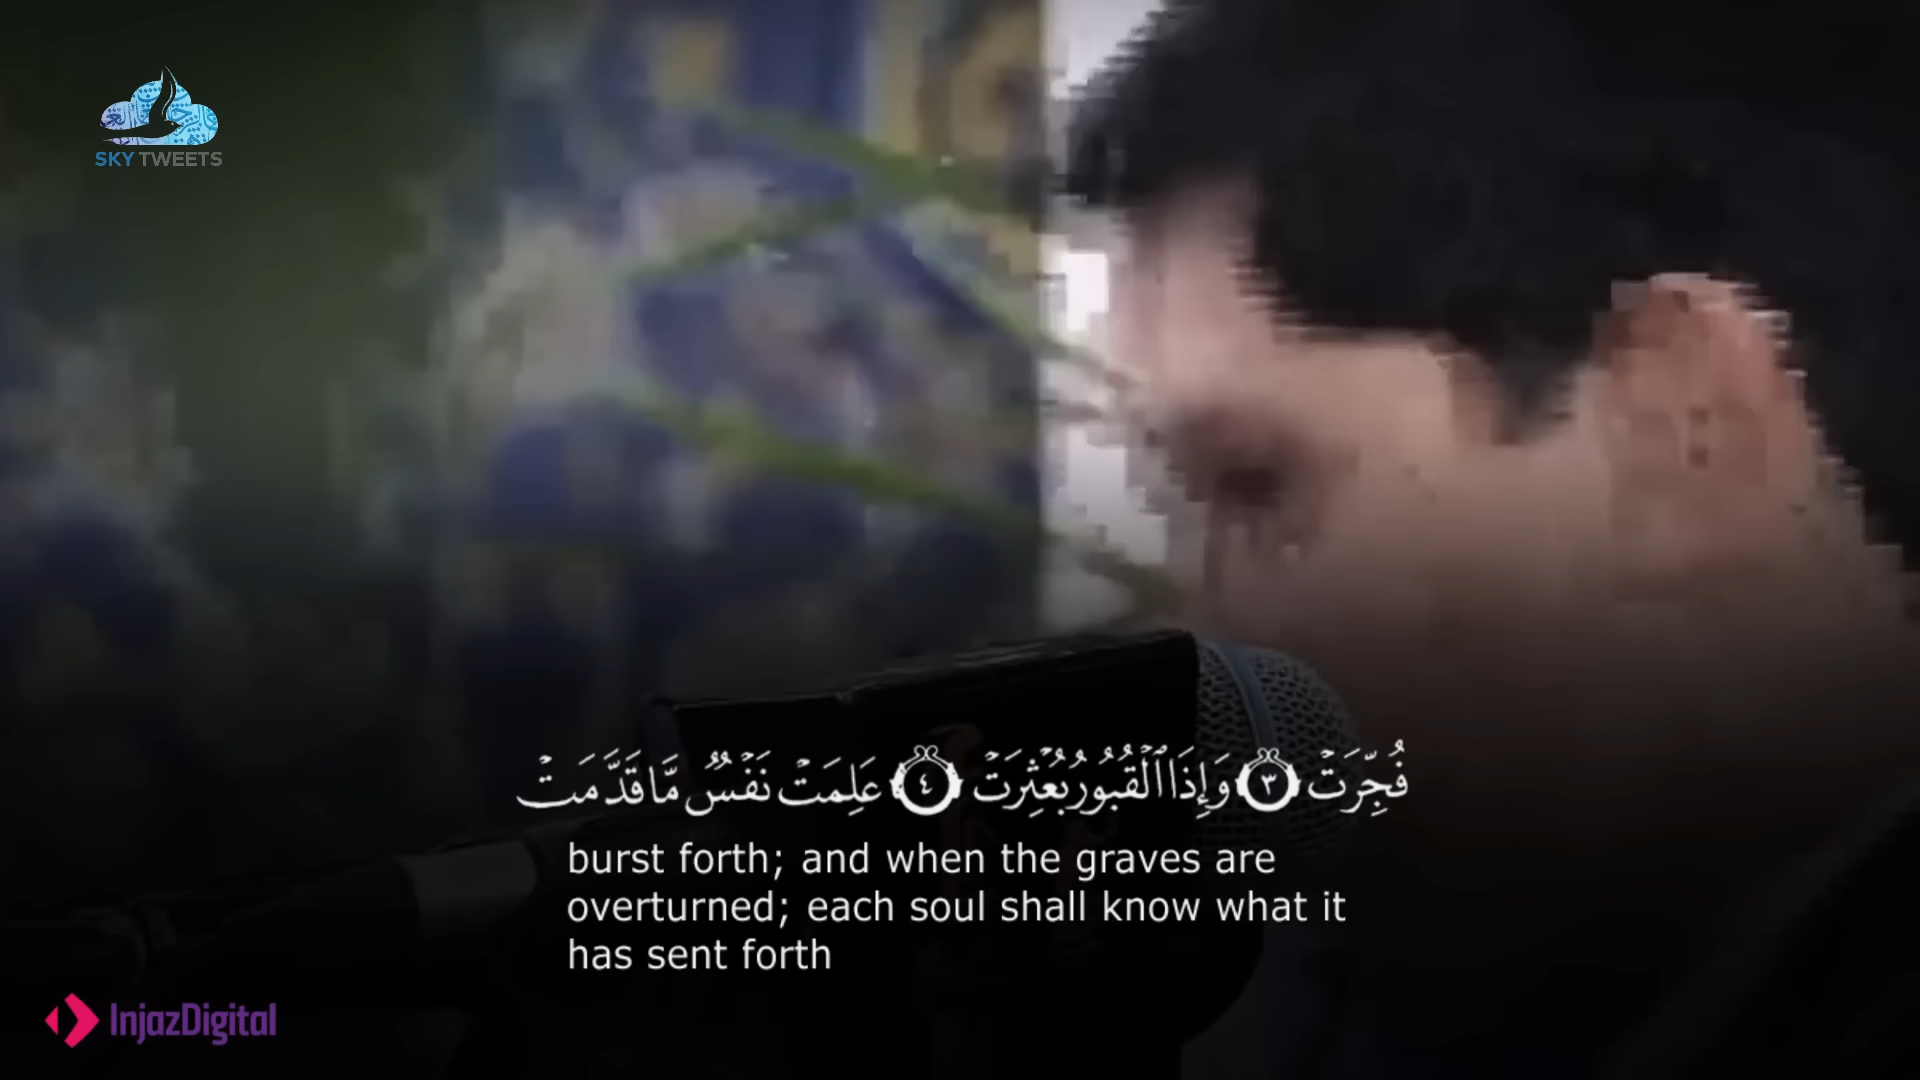 SKY TWEETS
فُجِّرَتْ ٣ وَإِذَا ٱلْقُبُورُ بُعْثِرَتْ ٤ عَلِمَتْ نَفْسٌ مَّا قَدَّمَتْ
burst forth; and when the graves are
overturned; each soul shall know what it
has sent forth
InjazDigital